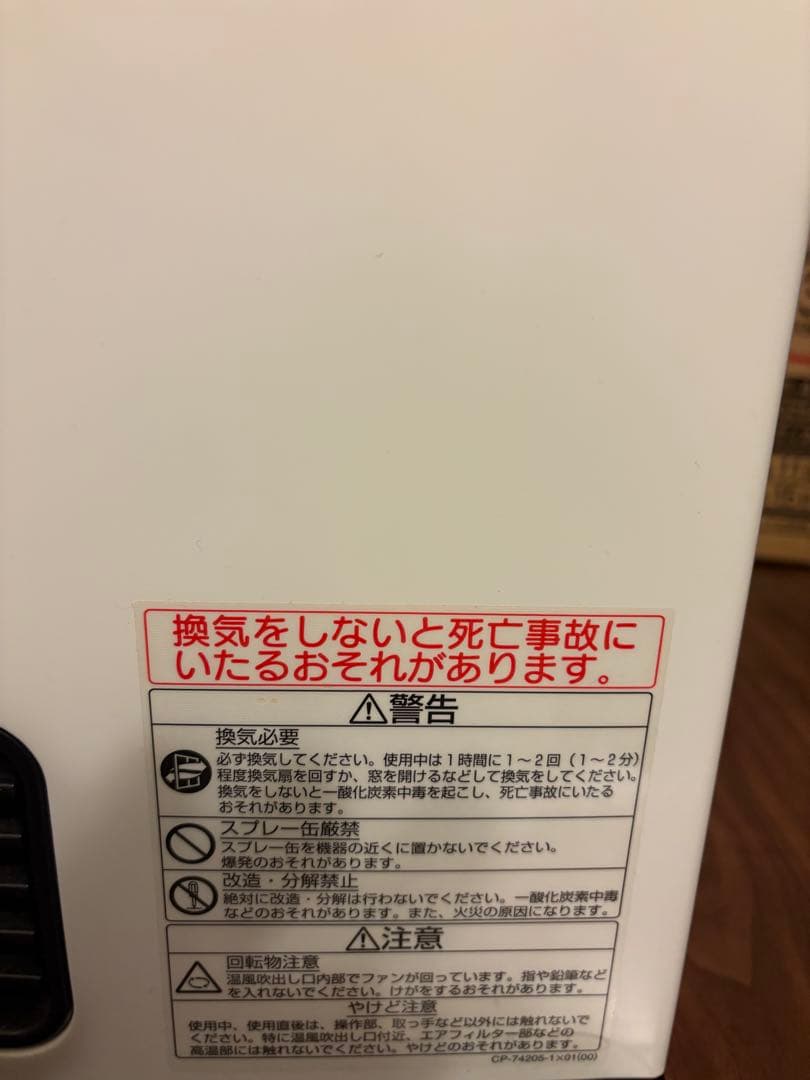 換気をしないと死亡事故に
いたるおそれがあります。
警告
換気必要
必ず換気してください。使用中は1時間に1～2回（1～2分）
程度換気扇を回すか、窓を開けるなどして換気をしてください。
換気をしないと一酸化炭素中毒を起こし、死亡事故にいたる
おそれがあります。
スプレー缶厳禁
スプレー缶を機器の近くに置かないでください。
爆発のおそれがあります。
改造・分解禁止
絶対に改造・分解は行わないでください。一酸化炭素中毒
などのおそれがあります。また、火災の原因になります。
注意
回転物注意
温風吹出し口内部でファンが回っています。指や鉛筆など
を入れないでください。けがをするおそれがあります。
やけど注意
使用中、使用直後は、操作部、取っ手など以外には触れないで
ください。特に温風吹出し口付近、エアフィルター部などの
高温部には触れないでください。やけどのおそれがあります。
CP-74205-1×01(00)